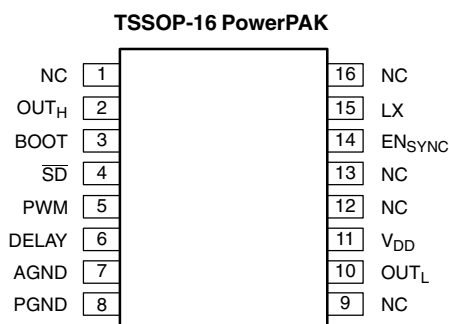 TSSOP-16 PowerPAK
NC 1 16 NC
OUTH 2 15 LX
BOOT 3 14 ENSYNC
S̅D̅ 4 13 NC
PWM 5 12 NC
DELAY 6 11 VDD
AGND 7 10 OUTL
PGND 8 9 NC